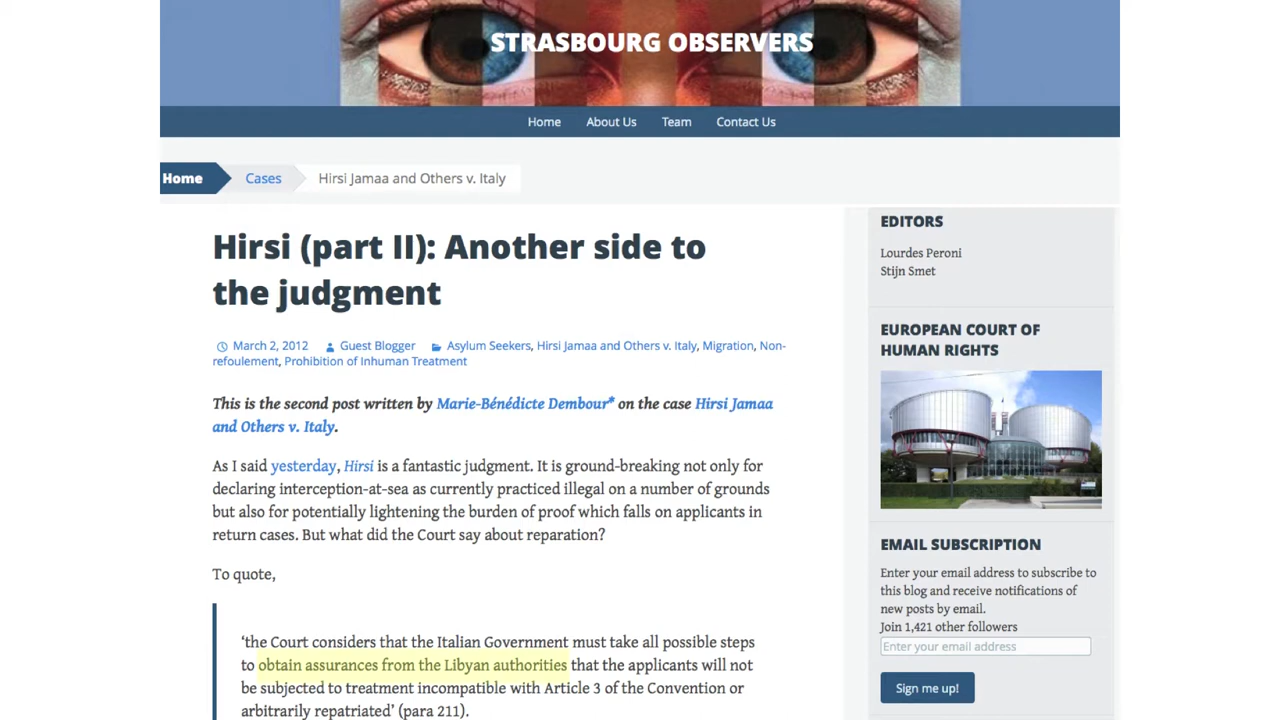 STRASBOURG OBSERVERS
Home About Us Team Contact Us
Home Cases Hirsi Jamaa and Others v. Italy
Hirsi (part II): Another side to
the judgment
March 2, 2012 Guest Blogger Asylum Seekers, Hirsi Jamaa and Others v. Italy, Migration, Non-
refoulement, Prohibition of Inhuman Treatment
This is the second post written by Marie-Bénédicte Dembour* on the case Hirsi Jamaa
and Others v. Italy.
As I said yesterday, Hirsi is a fantastic judgment. It is ground-breaking not only for
declaring interception-at-sea as currently practiced illegal on a number of grounds
but also for potentially lightening the burden of proof which falls on applicants in
return cases. But what did the Court say about reparation?
To quote,
‘the Court considers that the Italian Government must take all possible steps
to obtain assurances from the Libyan authorities that the applicants will not
be subjected to treatment incompatible with Article 3 of the Convention or
arbitrarily repatriated’ (para 211).
EDITORS
Lourdes Peroni
Stijn Smet
EUROPEAN COURT OF
HUMAN RIGHTS
EMAIL SUBSCRIPTION
Enter your email address to subscribe to
this blog and receive notifications of
new posts by email.
Join 1,421 other followers
Enter your email address
Sign me up!